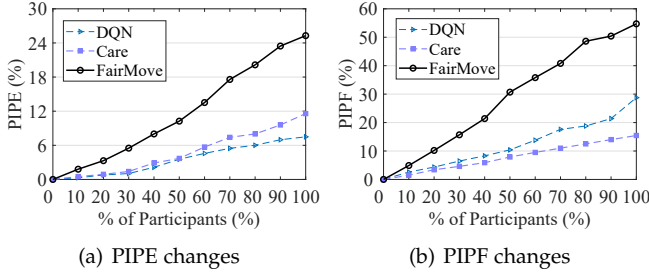 30
24
18
12
6
0
PIPE (%)
DQN
Care
FairMove
0 10 20 30 40 50 60 70 80 90 100
% of Participants (%)
(a) PIPE changes
60
50
40
30
20
10
0
PIPF (%)
DQN
Care
FairMove
0 10 20 30 40 50 60 70 80 90 100
% of Participants (%)
(b) PIPF changes